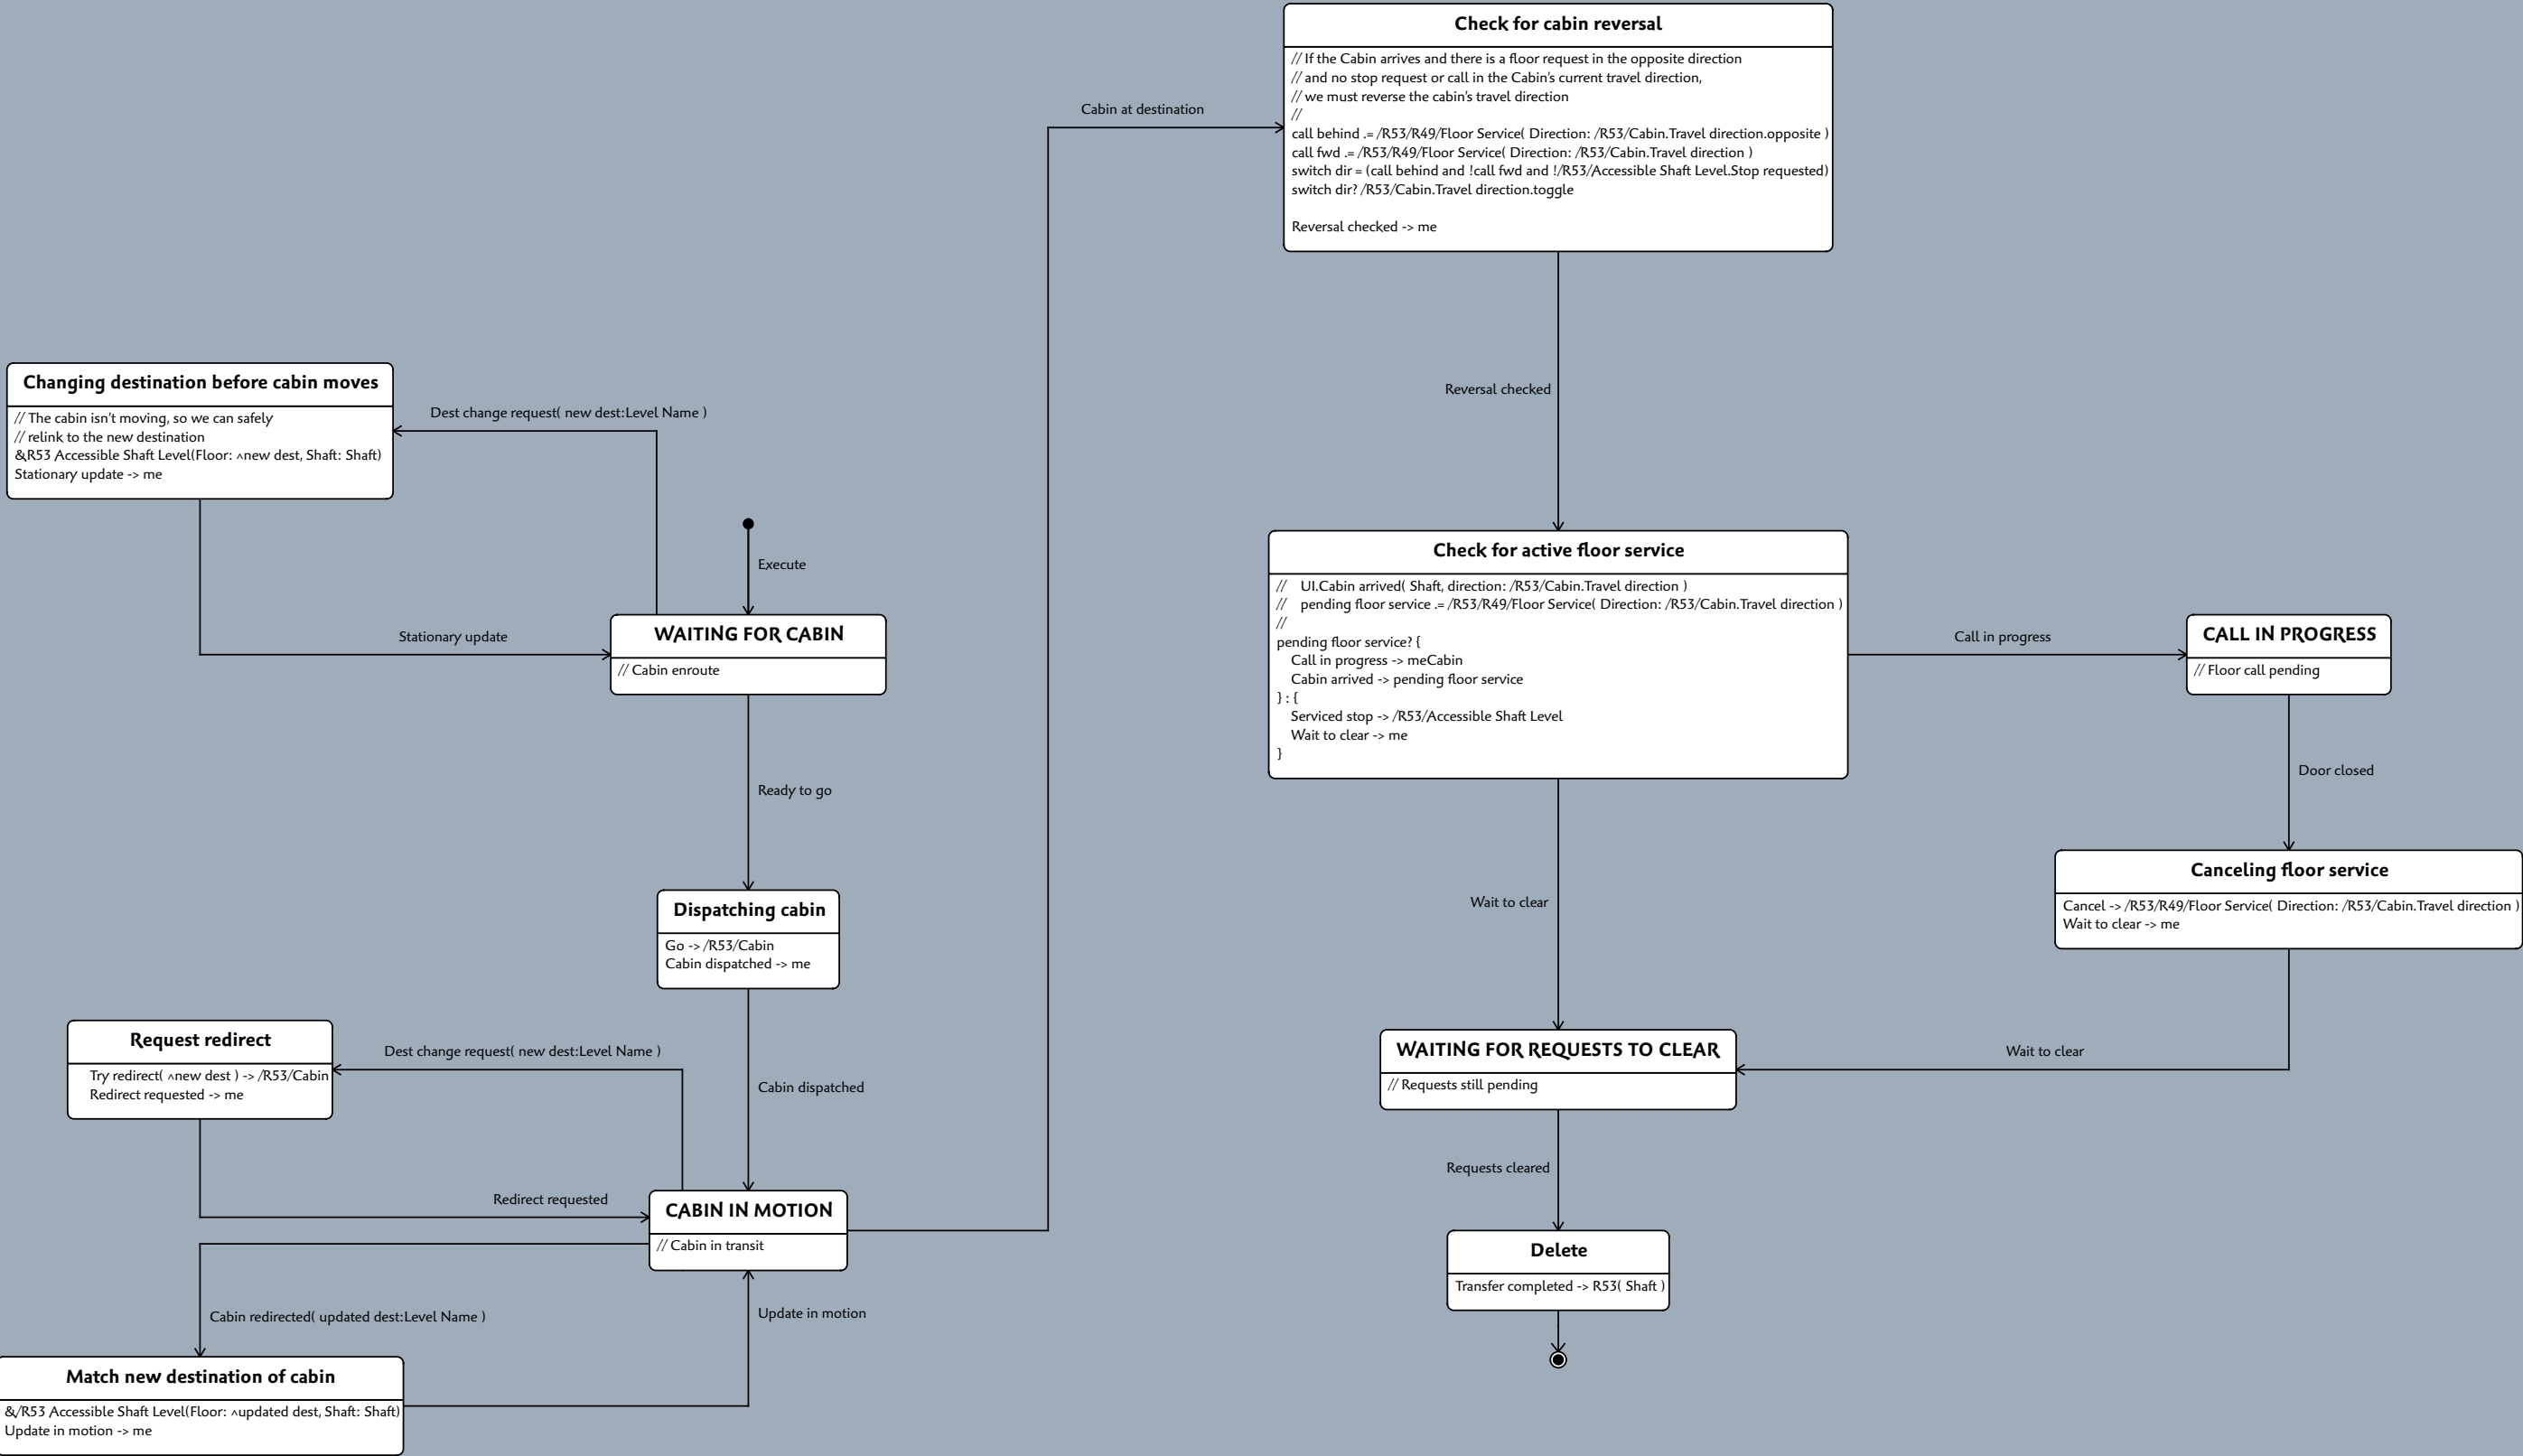 Check for cabin reversal
// If the Cabin arrives and there is a floor request in the opposite direction
// and no stop request or call in the Cabin's current travel direction,
// we must reverse the cabin's travel direction
//
call behind .= /R53/R49/Floor Service( Direction: /R53/Cabin.Travel direction.opposite )
call fwd .= /R53/R49/Floor Service( Direction: /R53/Cabin.Travel direction )
switch dir = (call behind and !call fwd and !/R53/Accessible Shaft Level.Stop requested)
switch dir? /R53/Cabin.Travel direction.toggle
Reversal checked -> me
Cabin at destination
Reversal checked
Changing destination before cabin moves
// The cabin isn't moving, so we can safely
// relink to the new destination
&R53 Accessible Shaft Level(Floor: ^new dest, Shaft: Shaft)
Stationary update -> me
Dest change request( new dest:Level Name )
Execute
Stationary update
WAITING FOR CABIN
// Cabin enroute
Ready to go
Dispatching cabin
Go -> /R53/Cabin
Cabin dispatched -> me
Request redirect
Try redirect( ^new dest ) -> /R53/Cabin
Redirect requested -> me
Dest change request( new dest:Level Name )
Cabin dispatched
Redirect requested
CABIN IN MOTION
// Cabin in transit
Cabin redirected( updated dest:Level Name )
Update in motion
Match new destination of cabin
&/R53 Accessible Shaft Level(Floor: ^updated dest, Shaft: Shaft)
Update in motion -> me
Check for active floor service
// UI.Cabin arrived( Shaft, direction: /R53/Cabin.Travel direction )
// pending floor service .= /R53/R49/Floor Service( Direction: /R53/Cabin.Travel direction )
//
pending floor service? {
Call in progress -> meCabin
Cabin arrived -> pending floor service
} : {
Serviced stop -> /R53/Accessible Shaft Level
Wait to clear -> me
}
Call in progress
CALL IN PROGRESS
// Floor call pending
Door closed
Canceling floor service
Cancel -> /R53/R49/Floor Service( Direction: /R53/Cabin.Travel direction )
Wait to clear -> me
Wait to clear
Wait to clear
WAITING FOR REQUESTS TO CLEAR
// Requests still pending
Requests cleared
Delete
Transfer completed -> R53( Shaft )